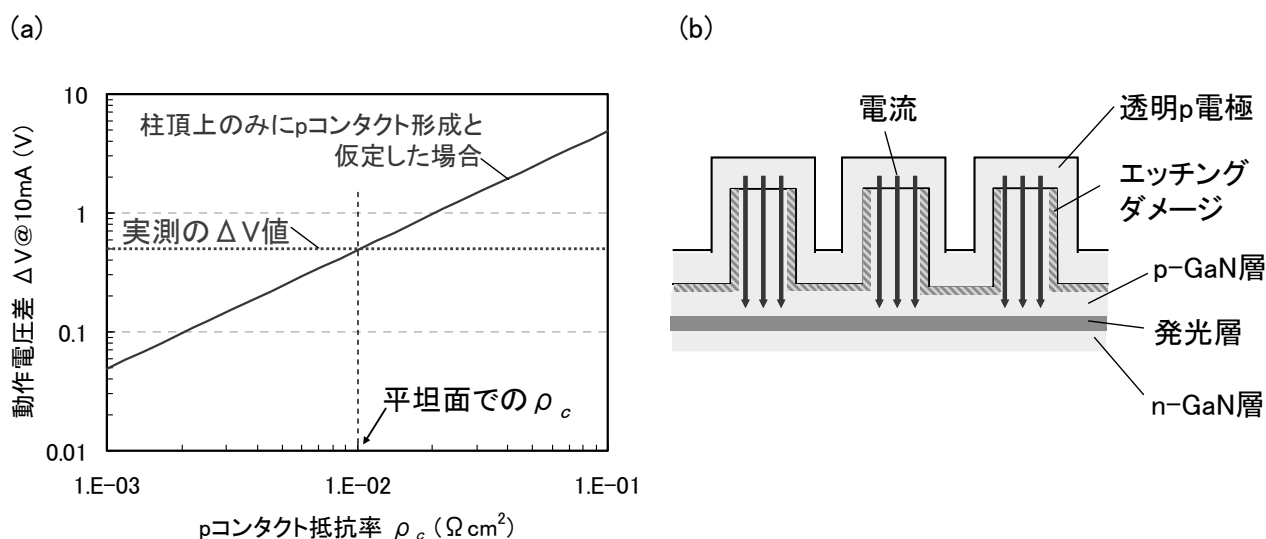 (a)
10
1
0.1
0.01
動作電圧差 ΔV@10mA (V)
柱頂上のみにpコンタクト形成と
仮定した場合
実測のΔV値
平坦面でのρc
1.E-03
1.E-02
1.E-01
pコンタクト抵抗率 ρc (Ωcm²)
(b)
電流
透明p電極
エッチング
ダメージ
p-GaN層
発光層
n-GaN層